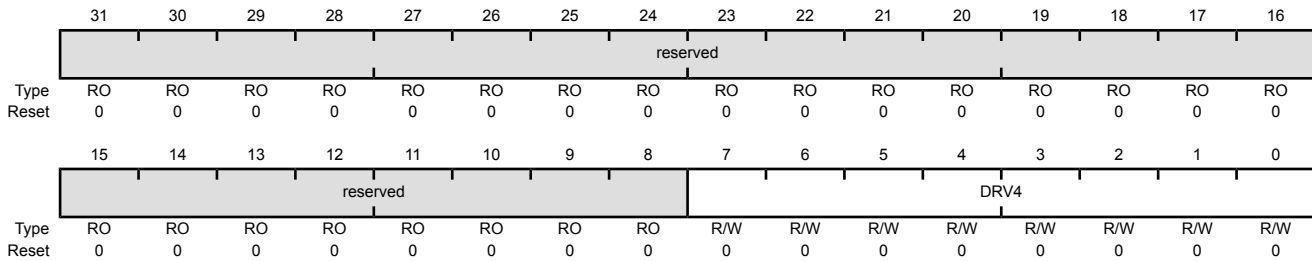 31 30 29 28 27 26 25 24 23 22 21 20 19 18 17 16
reserved
Type RO RO RO RO RO RO RO RO RO RO RO RO RO RO RO RO
Reset 0 0 0 0 0 0 0 0 0 0 0 0 0 0 0 0
15 14 13 12 11 10 9 8 7 6 5 4 3 2 1 0
reserved DRV4
Type RO RO RO RO RO RO RO RO R/W R/W R/W R/W R/W R/W R/W R/W
Reset 0 0 0 0 0 0 0 0 0 0 0 0 0 0 0 0